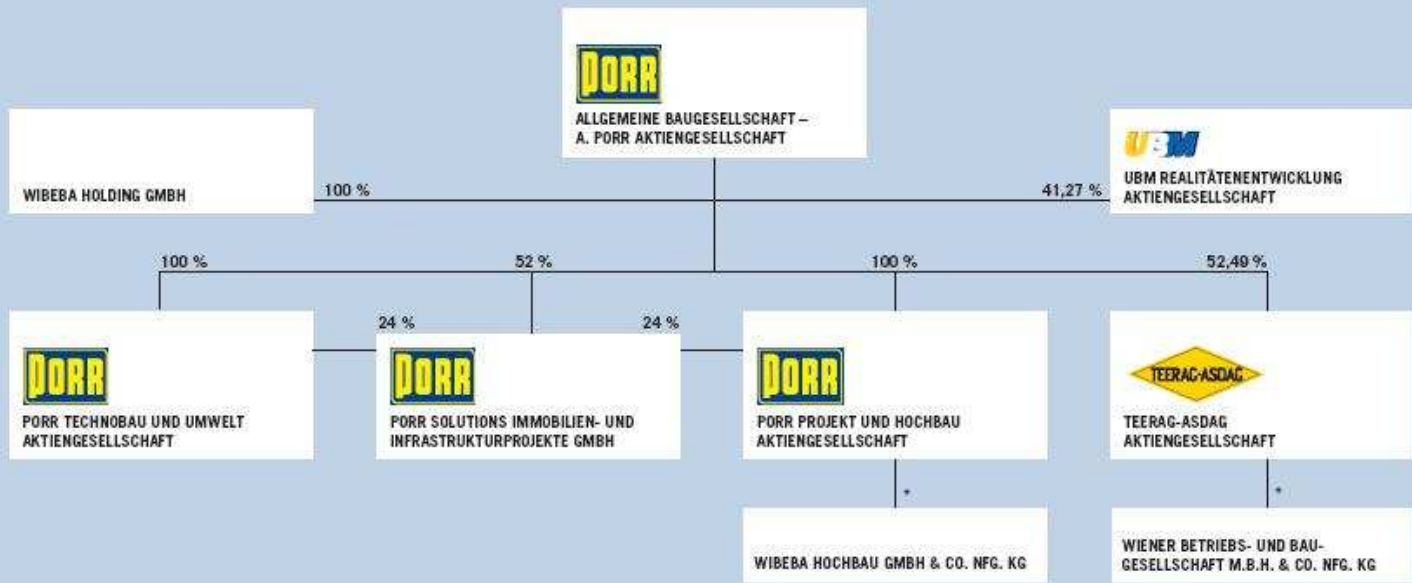 PORR
ALLGEMEINE BAUGESELLSCHAFT –
A. PORR AKTIENGESELLSCHAFT
WIBEBA HOLDING GMBH
100 %
41,27 %
UBM
UBM REALITÄTENENTWICKLUNG
AKTIENGESELLSCHAFT
100 %
52 %
100 %
52,49 %
24 %
24 %
PORR
PORR TECHNOBAU UND UMWELT
AKTIENGESELLSCHAFT
PORR
PORR SOLUTIONS IMMOBILIEN- UND
INFRASTRUKTURPROJEKTE GMBH
PORR
PORR PROJEKT UND HOCHBAU
AKTIENGESELLSCHAFT
TEERAG-ASDAG
TEERAG-ASDAG
AKTIENGESELLSCHAFT
*
*
WIBEBA HOCHBAU GMBH & CO. NFG. KG
WIENER BETRIEBS- UND BAU-
GESELLSCHAFT M.B.H. & CO. NFG. KG